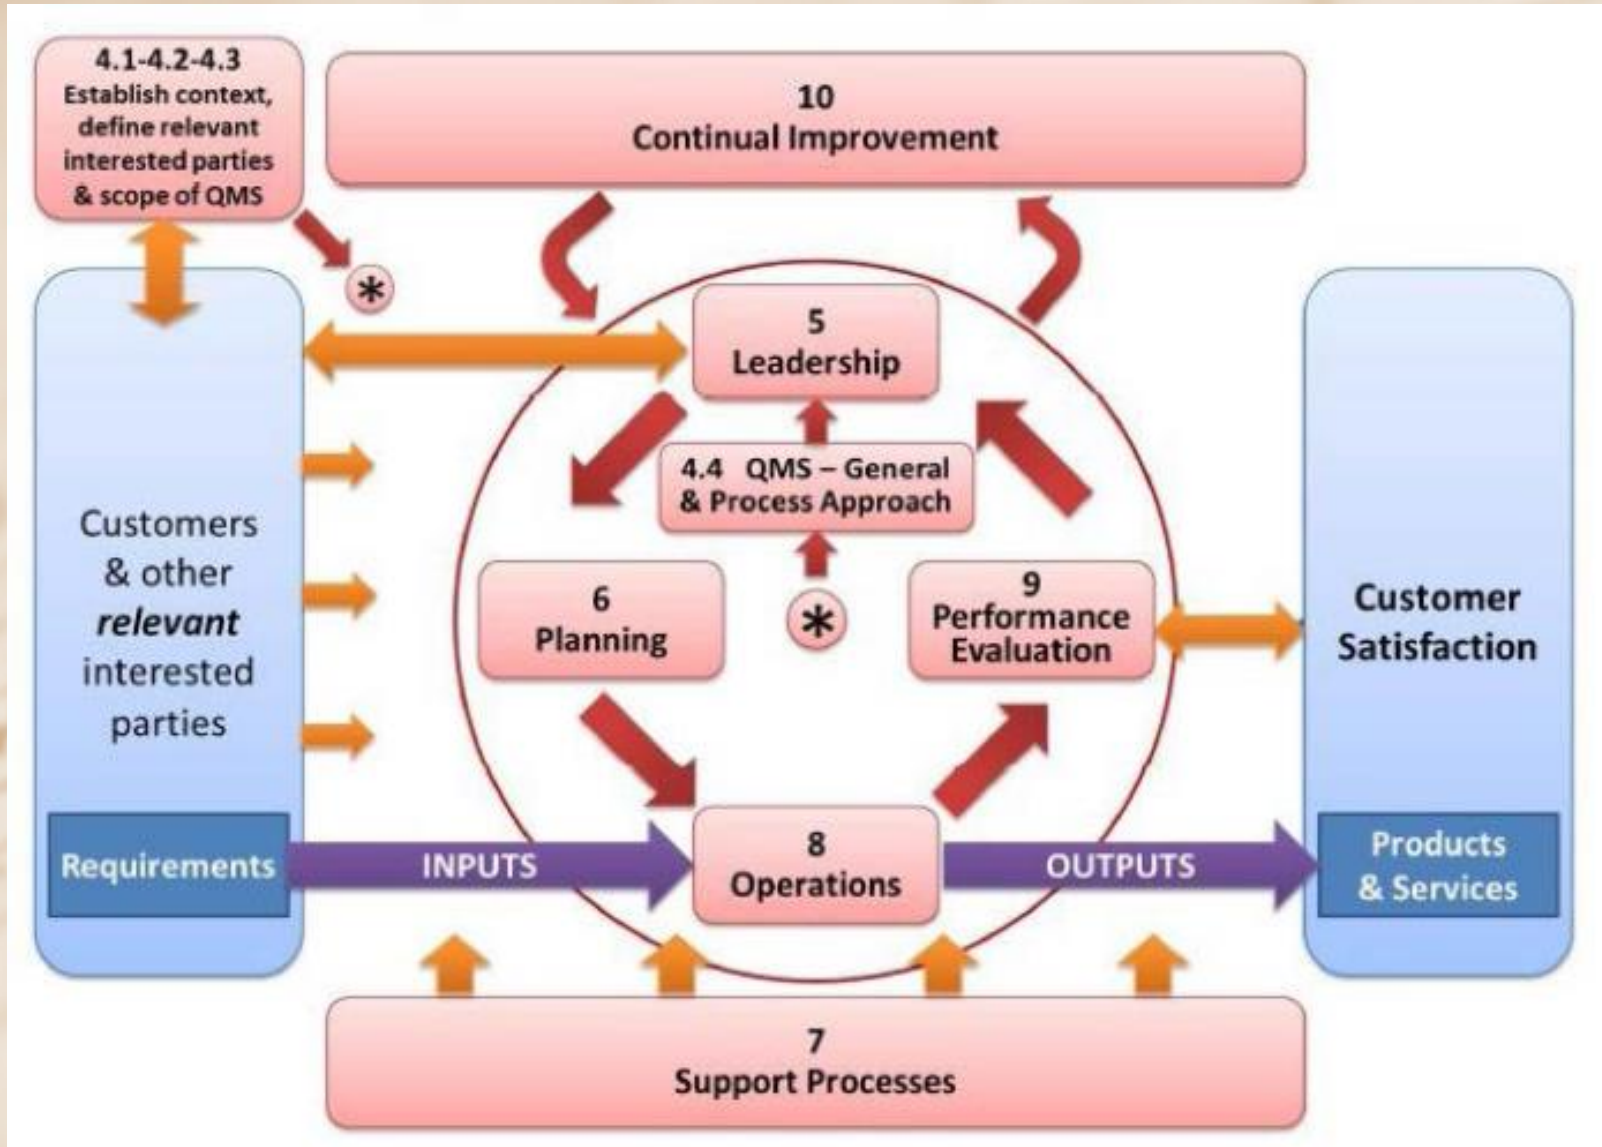 4.1-4.2-4.3
Establish context,
define relevant
interested parties
& scope of QMS
10
Continual Improvement
*
5
Leadership
4.4 QMS – General
& Process Approach
*
Customers
& other
relevant
interested
parties
6
Planning
9
Performance
Evaluation
Customer
Satisfaction
Requirements
INPUTS
8
Operations
OUTPUTS
Products
& Services
7
Support Processes